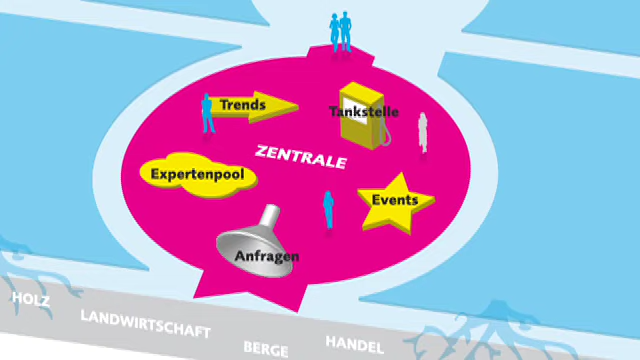 Trends
Tankstelle
ZENTRALE
Expertenpool
Events
Anfragen
HOLZ
LANDWIRTSCHAFT
BERGE
HANDEL